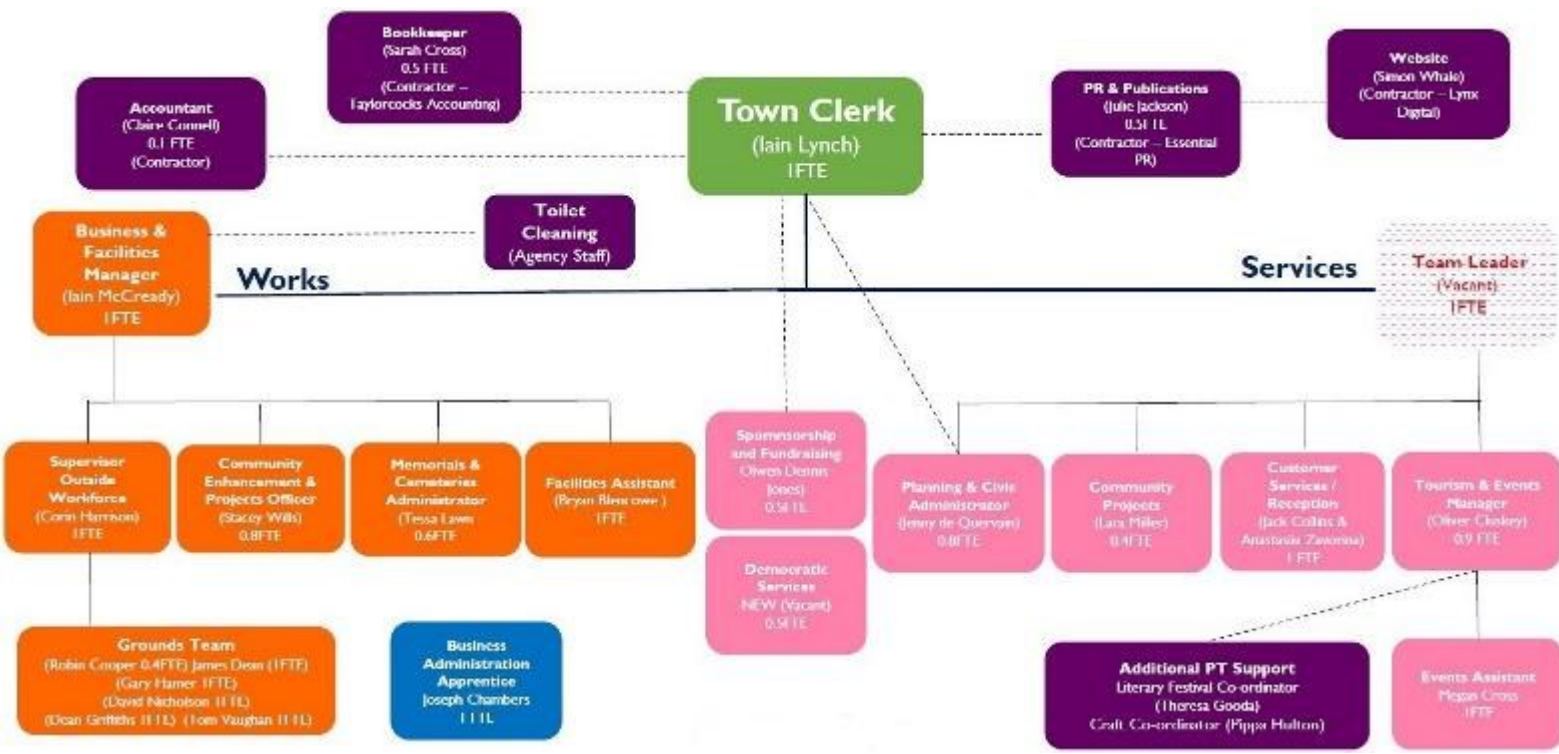 Bookkeeper
(Sarah Cross)
0.5 FTE
(Contractor –
Taylorcocks Accounting)
Accountant
(Claire Connell)
0.1 FTE
(Contractor)
Town Clerk
(Iain Lynch)
1FTE
PR & Publications
(Julie Jackson)
0.5FTE
(Contractor – Essential
PR)
Website
(Simon Whale)
(Contractor – Lynx
Digital)
Toilet
Cleaning
(Agency Staff)
Business &
Facilities
Manager
(Iain McCready)
1FTE
Works
Services
Team Leader
(Vacant)
1FTE
Supervisor
Outside
Workforce
(Corin Harrison)
1FTE
Community
Enhancement &
Projects Officer
(Stacey Wills)
0.8FTE
Memorials &
Cemeteries
Administrator
(Tessa Lawn
0.6FTE
Facilities Assistant
(Bryan Blencowe )
1FTE
Sponsorship
and Fundraising
Olwen Dennis
Jones)
0.5FTE
Democratic
Services
NEW (Vacant)
0.5FTE
Planning & Civic
Administrator
(Jenny de Quervain)
0.8FTE
Community
Projects
(Lara Miller)
0.4FTE
Customer
Services /
Reception
(Jack Collins &
Anastasia Zavorina)
1 FTE
Tourism & Events
Manager
(Oliver Chiskey)
0.9 FTE
Grounds Team
(Robin Cooper 0.4FTE) James Dean (1FTE)
(Gary Hamer 1FTE)
(David Nicholson 1FTE)
(Dean Griffiths 1FTE) (Tom Vaughan 1FTE)
Business
Administration
Apprentice
Joseph Chambers
1FTE
Additional PT Support
Literary Festival Co-ordinator
(Theresa Gooda)
Craft Co-ordinator (Pippa Hulton)
Events Assistant
Megan Cross
1FTE